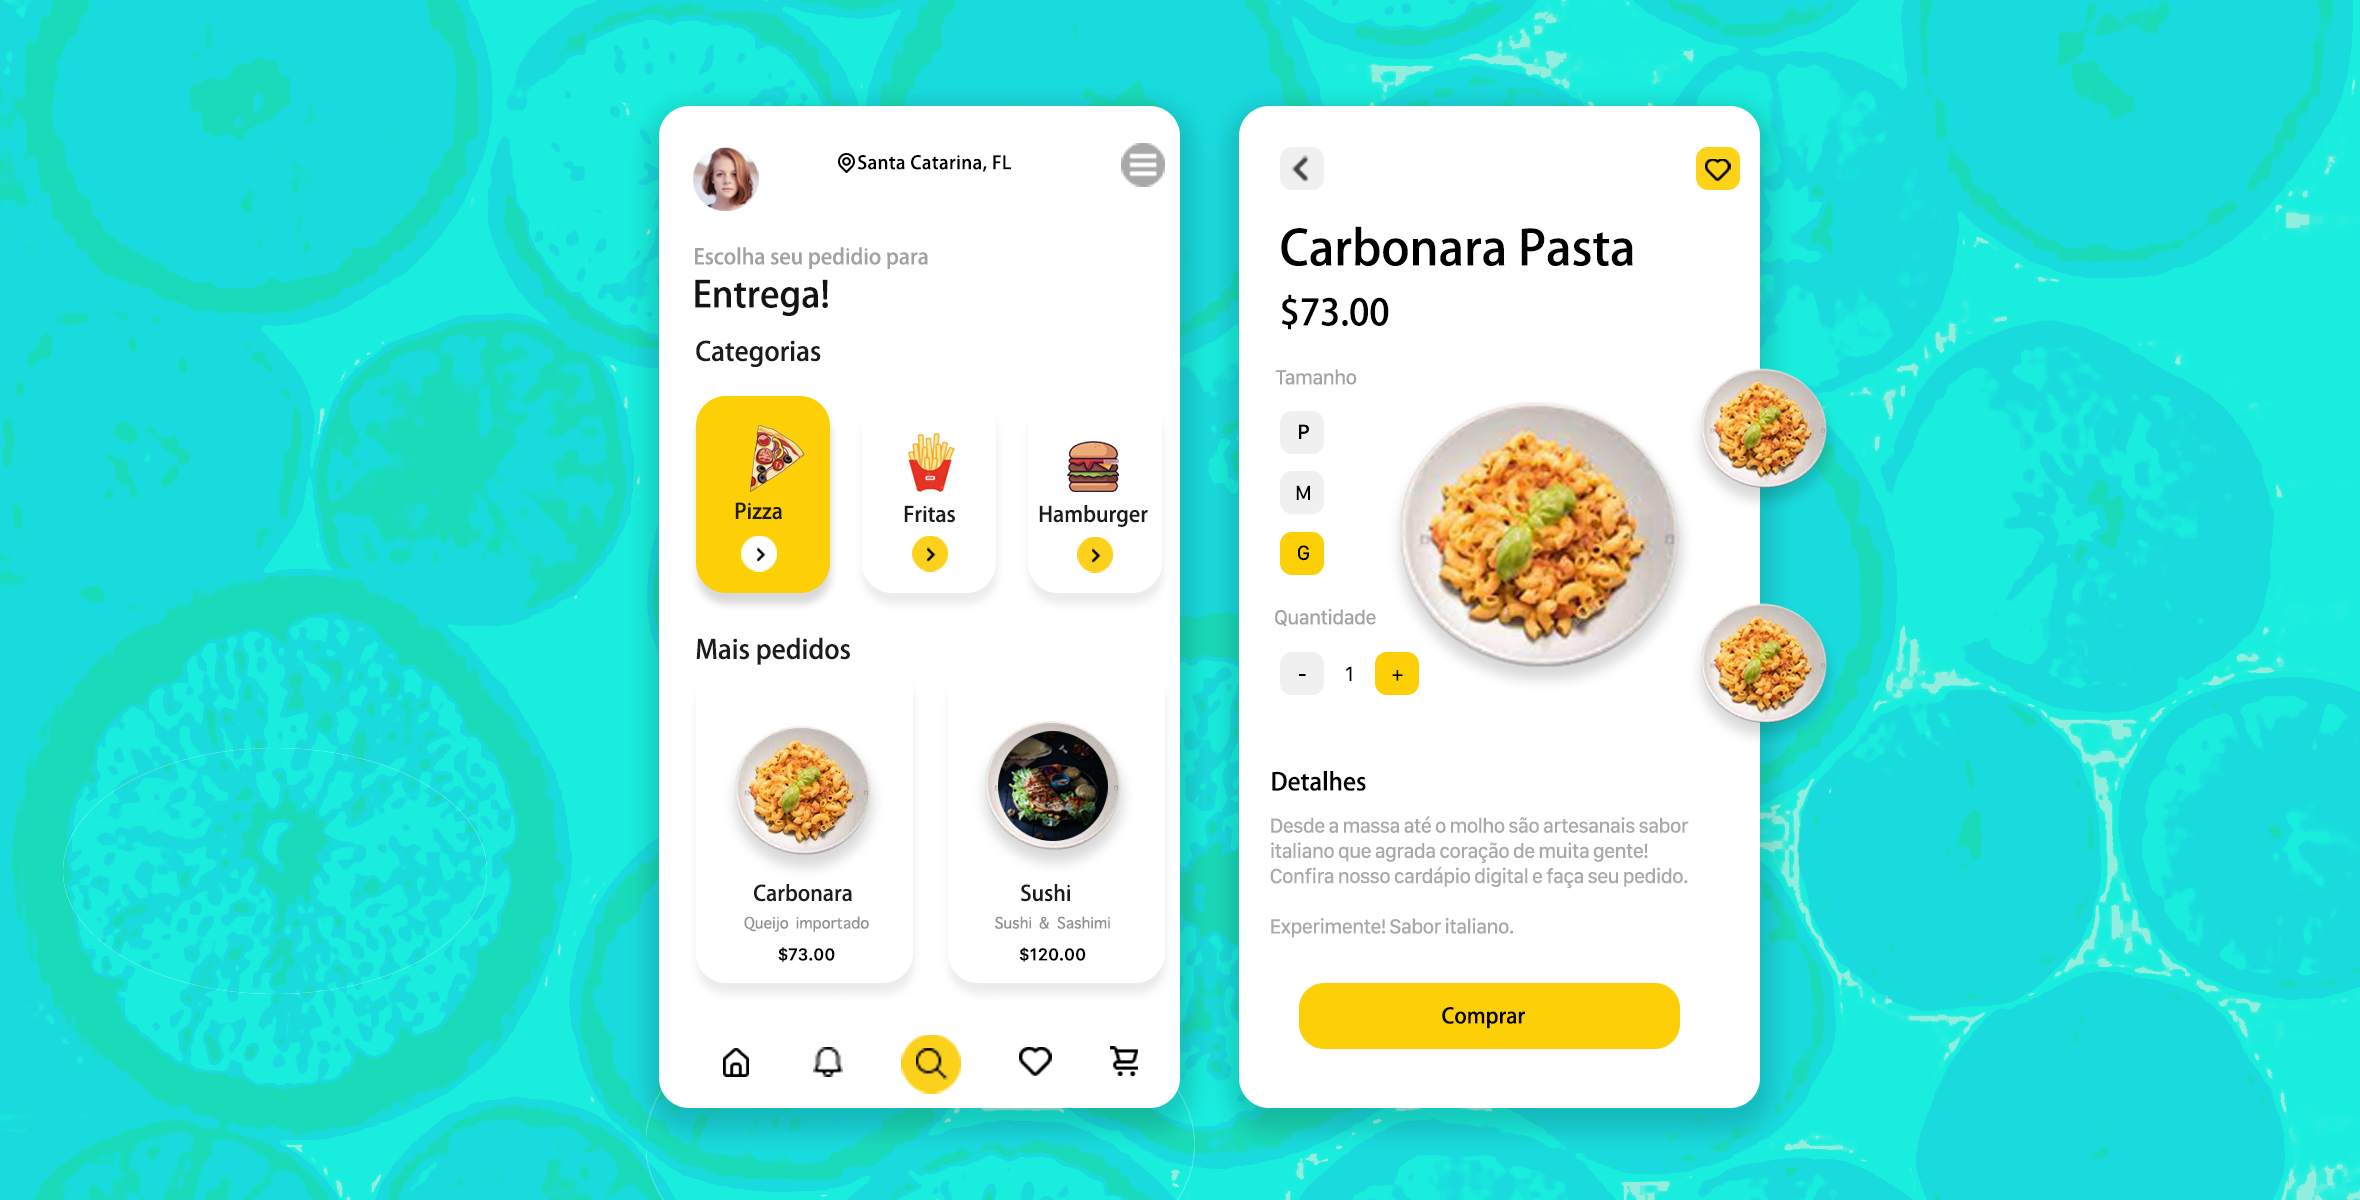 Santa Catarina, FL
Escolha seu pedidio para
Entrega!
Categorias
Pizza
Fritas
Hamburger
Mais pedidos
Carbonara
Queijo importado
$73.00
Sushi
Sushi & Sashimi
$120.00
Carbonara Pasta
$73.00
Tamanho
P
M
G
Quantidade
- 1 +
Detalhes
Desde a massa até o molho são artesanais sabor
italiano que agrada coração de muita gente!
Confira nosso cardápio digital e faça seu pedido.
Experimente! Sabor italiano.
Comprar